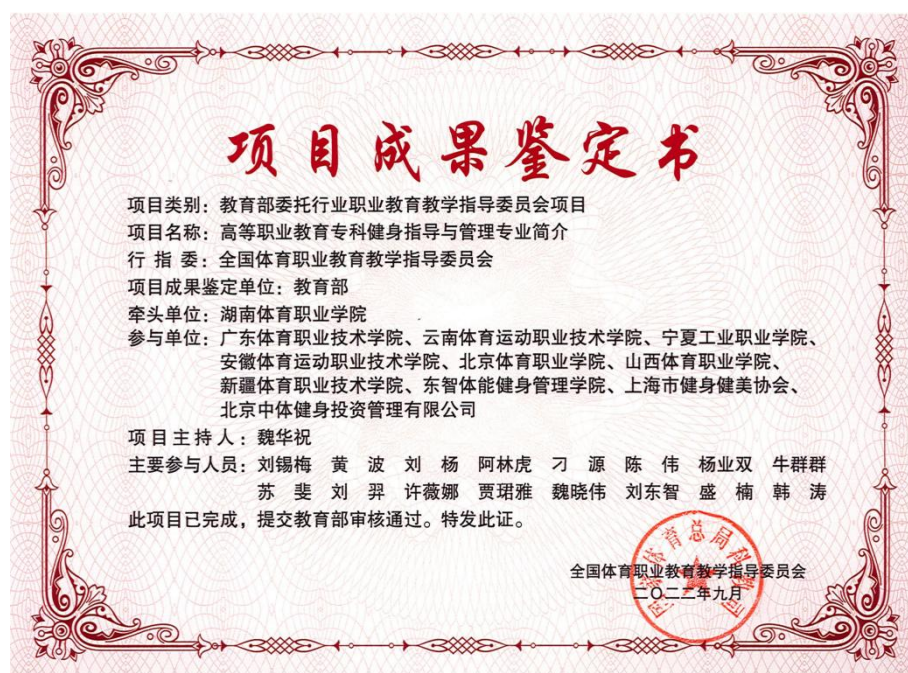 项目成果鉴定书
项目类别：教育部委托行业职业教育教学指导委员会项目
项目名称：高等职业教育专科健身指导与管理专业简介
行 指 委：全国体育职业教育教学指导委员会
项目成果鉴定单位：教育部
牵头单位：湖南体育职业学院
参与单位：广东体育职业技术学院、云南体育运动职业技术学院、宁夏工业职业学院、
安徽体育运动职业技术学院、北京体育职业学院、山西体育职业学院、
新疆体育职业技术学院、东智体能健身管理学院、上海市健身健美协会、
北京中体健身投资管理有限公司
项目主持人：魏华祝
主要参与人员：刘锡梅 黄 波 刘 杨 阿林虎 刁 源 陈 伟 杨业双 牛群群
苏 斐 刘 羿 许薇娜 贾珺雅 魏晓伟 刘东智 盛 楠 韩 涛
此项目已完成，提交教育部审核通过。特发此证。
国家体育总局科教司
全国体育职业教育教学指导委员会
二〇二二年九月